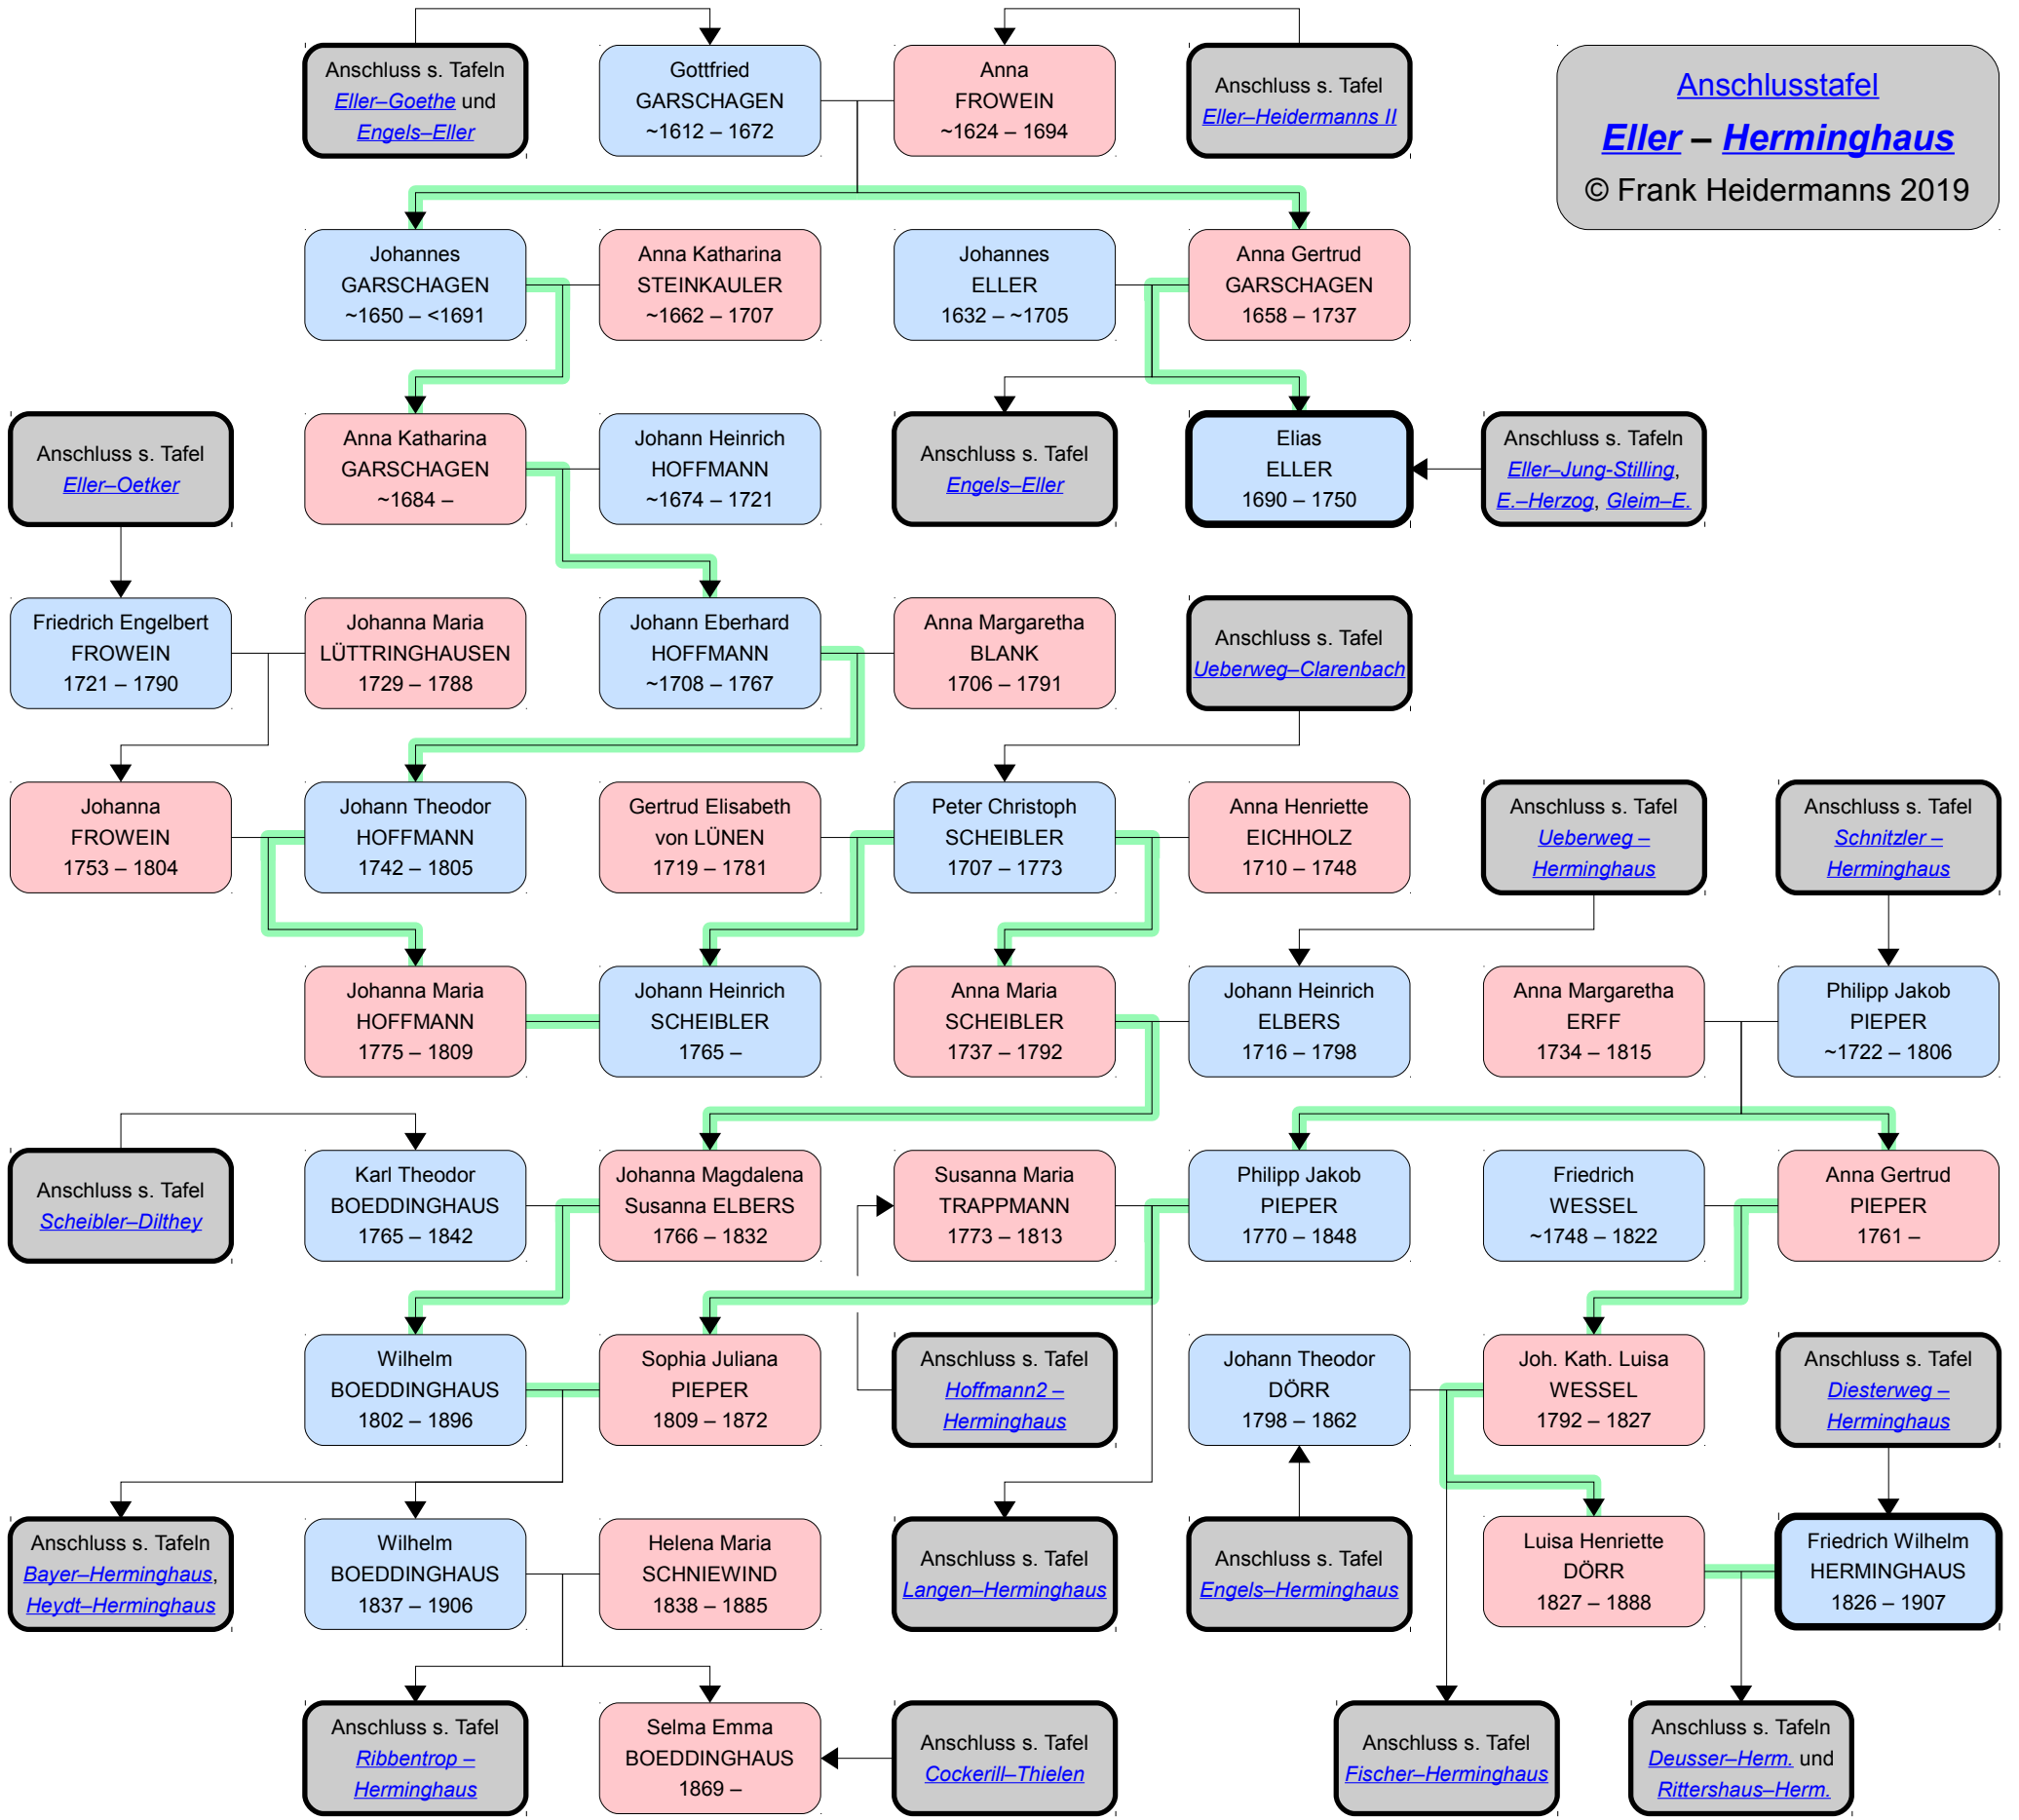 Anschluss s. Tafeln
Eller–Goethe und
Engels–Eller
Gottfried
GARSCHAGEN
~1612 – 1672
Anna
FROWEIN
~1624 – 1694
Anschluss s. Tafel
Eller–Heidermanns II
Anschlusstafel
Eller – Herminghaus
© Frank Heidermanns 2019
Johannes
GARSCHAGEN
~1650 – <1691
Anna Katharina
STEINKAULER
~1662 – 1707
Johannes
ELLER
1632 – ~1705
Anna Gertrud
GARSCHAGEN
1658 – 1737
Anschluss s. Tafel
Eller–Oetker
Anna Katharina
GARSCHAGEN
~1684 –
Johann Heinrich
HOFFMANN
~1674 – 1721
Anschluss s. Tafel
Engels–Eller
Elias
ELLER
1690 – 1750
Anschluss s. Tafeln
Eller–Jung-Stilling,
E.–Herzog, Gleim–E.
Friedrich Engelbert
FROWEIN
1721 – 1790
Johanna Maria
LÜTTRINGHAUSEN
1729 – 1788
Johann Eberhard
HOFFMANN
~1708 – 1767
Anna Margaretha
BLANK
1706 – 1791
Anschluss s. Tafel
Ueberweg–Clarenbach
Johanna
FROWEIN
1753 – 1804
Johann Theodor
HOFFMANN
1742 – 1805
Gertrud Elisabeth
von LÜNEN
1719 – 1781
Peter Christoph
SCHEIBLER
1707 – 1773
Anna Henriette
EICHHOLZ
1710 – 1748
Anschluss s. Tafel
Ueberweg –
Herminghaus
Anschluss s. Tafel
Schnitzler –
Herminghaus
Johanna Maria
HOFFMANN
1775 – 1809
Johann Heinrich
SCHEIBLER
1765 –
Anna Maria
SCHEIBLER
1737 – 1792
Johann Heinrich
ELBERS
1716 – 1798
Anna Margaretha
ERFF
1734 – 1815
Philipp Jakob
PIEPER
~1722 – 1806
Anschluss s. Tafel
Scheibler–Dilthey
Karl Theodor
BOEDDINGHAUS
1765 – 1842
Johanna Magdalena
Susanna ELBERS
1766 – 1832
Susanna Maria
TRAPPMANN
1773 – 1813
Philipp Jakob
PIEPER
1770 – 1848
Friedrich
WESSEL
~1748 – 1822
Anna Gertrud
PIEPER
1761 –
Wilhelm
BOEDDINGHAUS
1802 – 1896
Sophia Juliana
PIEPER
1809 – 1872
Anschluss s. Tafel
Hoffmann2 –
Herminghaus
Johann Theodor
DÖRR
1798 – 1862
Joh. Kath. Luisa
WESSEL
1792 – 1827
Anschluss s. Tafel
Diesterweg –
Herminghaus
Anschluss s. Tafeln
Bayer–Herminghaus,
Heydt–Herminghaus
Wilhelm
BOEDDINGHAUS
1837 – 1906
Helena Maria
SCHNIEWIND
1838 – 1885
Anschluss s. Tafel
Langen–Herminghaus
Anschluss s. Tafel
Engels–Herminghaus
Luisa Henriette
DÖRR
1827 – 1888
Friedrich Wilhelm
HERMINGHAUS
1826 – 1907
Anschluss s. Tafel
Ribbentrop –
Herminghaus
Selma Emma
BOEDDINGHAUS
1869 –
Anschluss s. Tafel
Cockerill–Thielen
Anschluss s. Tafel
Fischer–Herminghaus
Anschluss s. Tafeln
Deusser–Herm. und
Rittershaus–Herm.